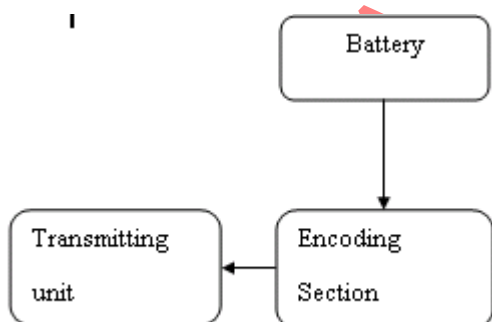 Battery
Transmitting
unit
Encoding
Section